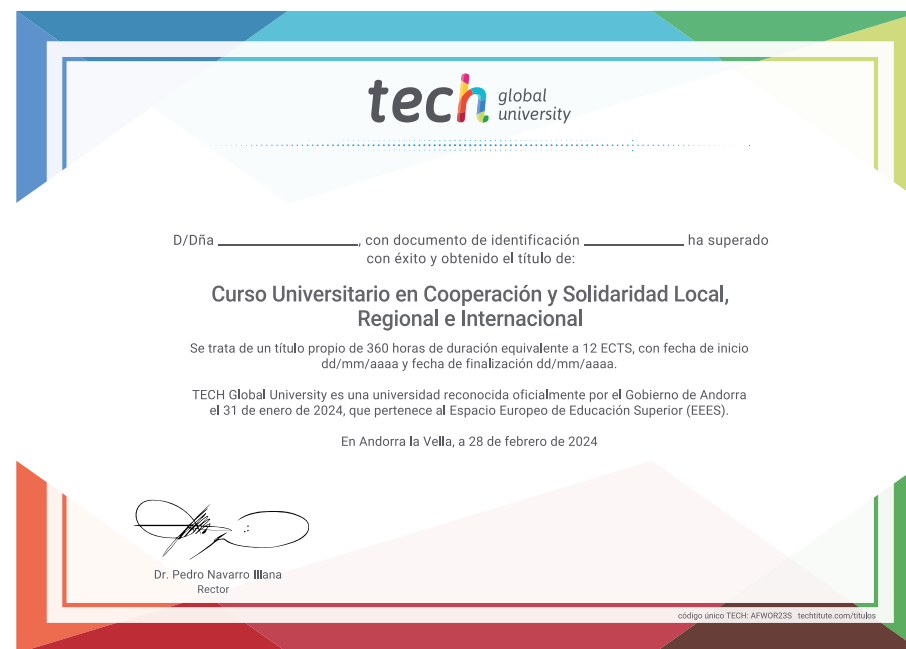 tech global university
D/Dña ____________________, con documento de identificación ______________ ha superado
con éxito y obtenido el título de:
Curso Universitario en Cooperación y Solidaridad Local,
Regional e Internacional
Se trata de un título propio de 360 horas de duración equivalente a 12 ECTS, con fecha de inicio
dd/mm/aaaa y fecha de finalización dd/mm/aaaa.
TECH Global University es una universidad reconocida oficialmente por el Gobierno de Andorra
el 31 de enero de 2024, que pertenece al Espacio Europeo de Educación Superior (EEES).
En Andorra la Vella, a 28 de febrero de 2024
Dr. Pedro Navarro Illana
Rector
código único TECH: AFWOR23S techtitute.com/titulos